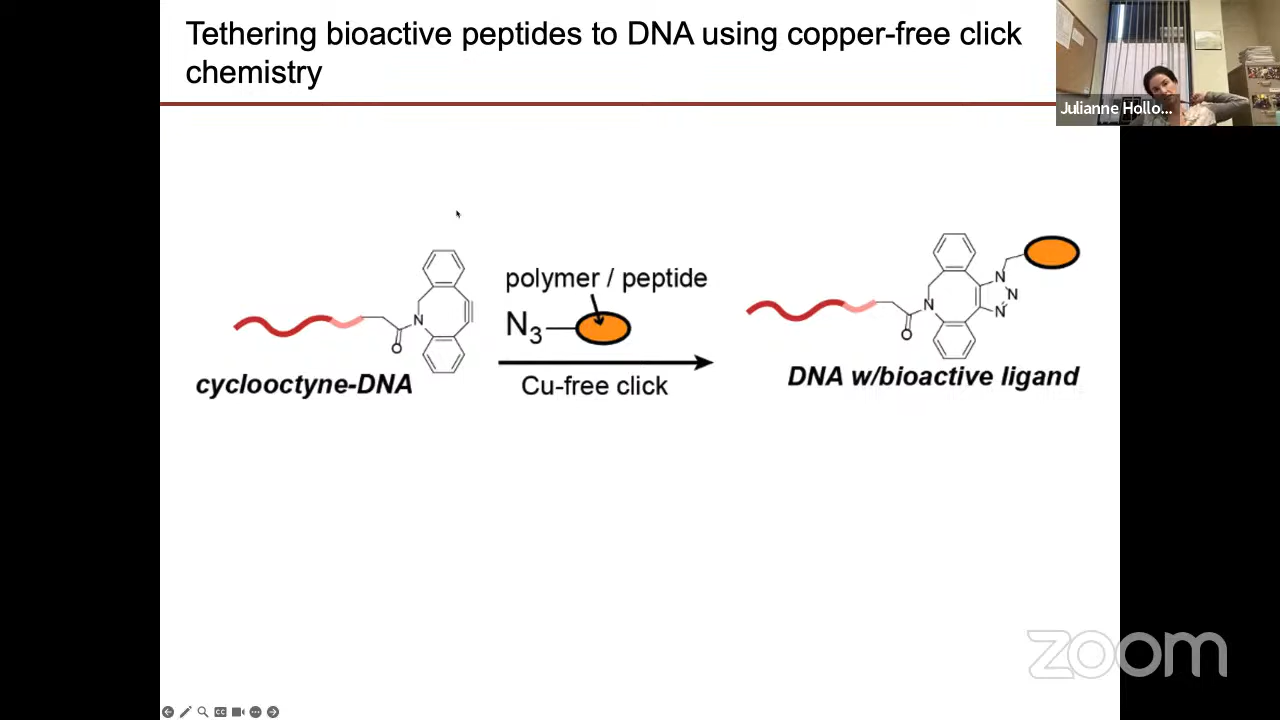 Tethering bioactive peptides to DNA using copper-free click
chemistry
Julianne Hollo...
polymer / peptide
N3
Cu-free click
cyclooctyne-DNA
N
O
N
O
N
N
N
DNA w/bioactive ligand
CC
zoom